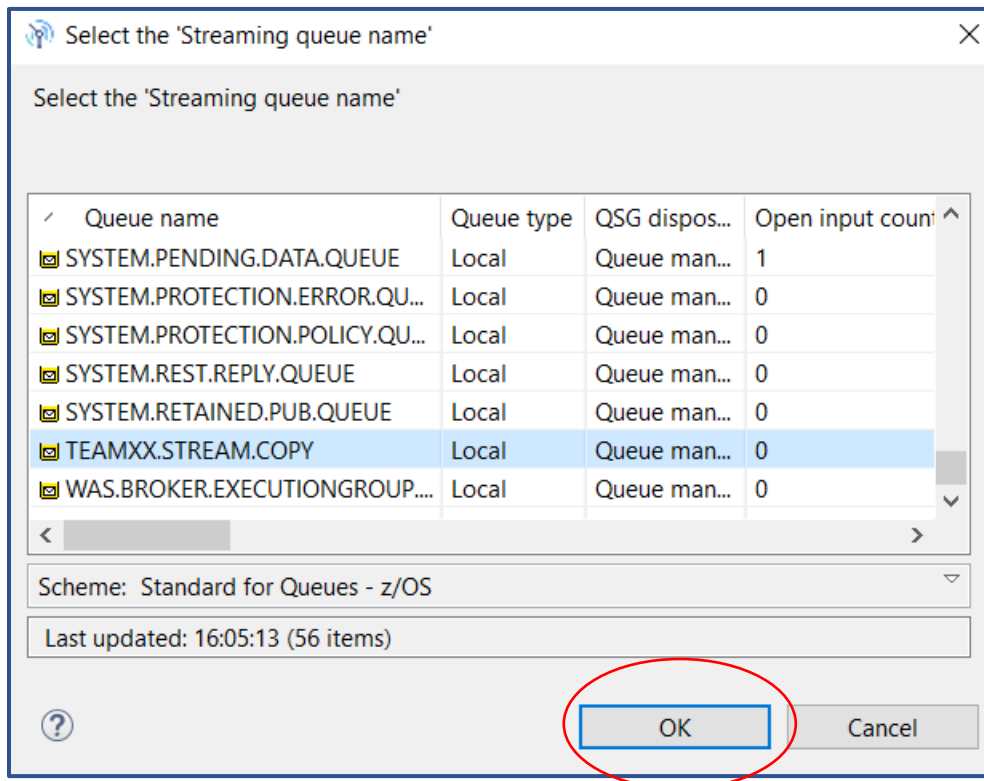 Select the 'Streaming queue name'
Select the 'Streaming queue name'
Queue name Queue type QSG dispos... Open input count
SYSTEM.PENDING.DATA.QUEUE Local Queue man... 1
SYSTEM.PROTECTION.ERROR.QU... Local Queue man... 0
SYSTEM.PROTECTION.POLICY.QU... Local Queue man... 0
SYSTEM.REST.REPLY.QUEUE Local Queue man... 0
SYSTEM.RETAINED.PUB.QUEUE Local Queue man... 0
TEAMXX.STREAM.COPY Local Queue man... 0
WAS.BROKER.EXECUTIONGROUP.... Local Queue man... 0
Scheme: Standard for Queues - z/OS
Last updated: 16:05:13 (56 items)
? OK Cancel